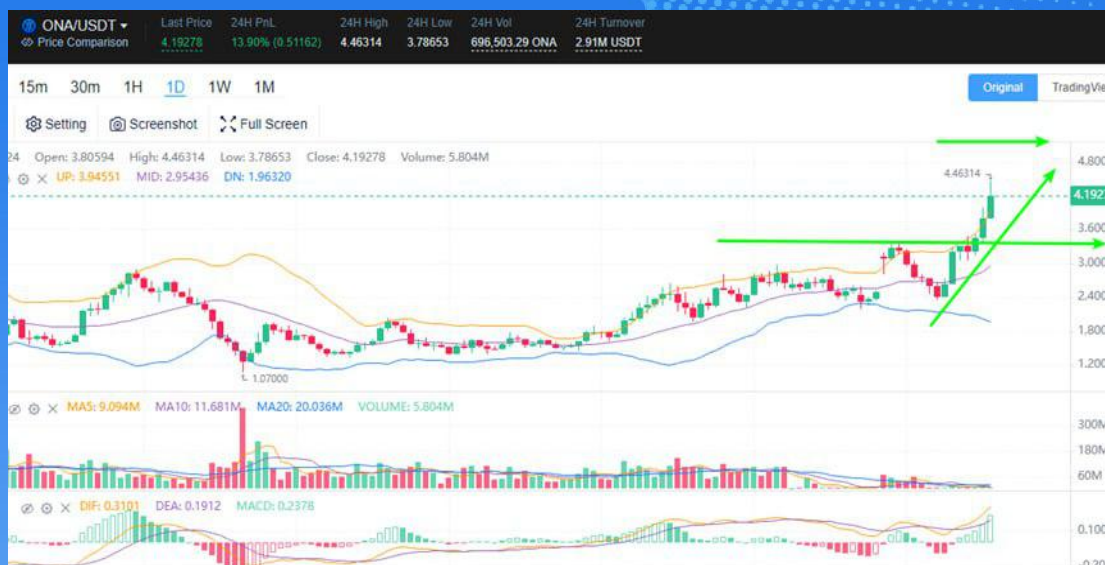 ONA/USDT Last Price 24H PnL 24H High 24H Low 24H Vol 24H Turnover
Price Comparison 4.19278 13.90% (0.51162) 4.46314 3.78653 696,503.29 ONA 2.91M USDT
15m 30m 1H 1D 1W 1M Original TradingVie
Setting Screenshot Full Screen
24 Open: 3.80594 High: 4.46314 Low: 3.78653 Close: 4.19278 Volume: 5.804M
UP: 3.94551 MID: 2.95436 DN: 1.96320
4.800
4.46314
4.1927
3.600
3.000
2.400
1.800
1.200
1.07000
MA5: 9.094M MA10: 11.681M MA20: 20.036M VOLUME: 5.804M
300M
180M
60M
DIF: 0.3101 DEA: 0.1912 MACD: 0.2378
0.100
-0.200